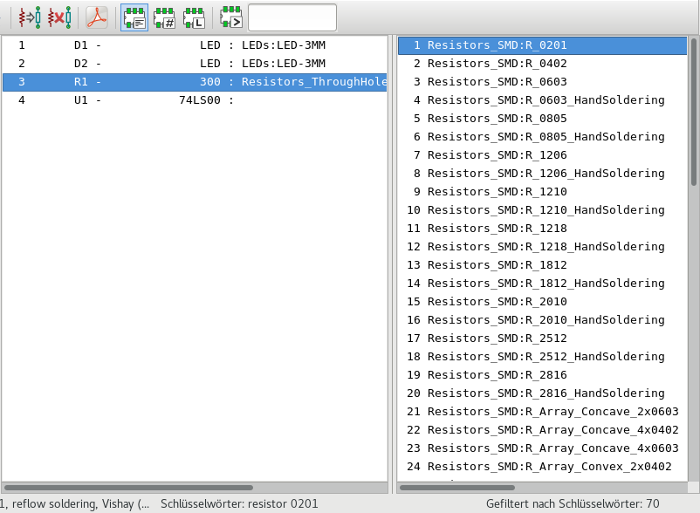 1 D1 - LED : LEDs:LED-3MM
2 D2 - LED : LEDs:LED-3MM
3 R1 - 300 : Resistors_ThroughHole
4 U1 - 74LS00 :
1 Resistors_SMD:R_0201
2 Resistors_SMD:R_0402
3 Resistors_SMD:R_0603
4 Resistors_SMD:R_0603_HandSoldering
5 Resistors_SMD:R_0805
6 Resistors_SMD:R_0805_HandSoldering
7 Resistors_SMD:R_1206
8 Resistors_SMD:R_1206_HandSoldering
9 Resistors_SMD:R_1210
10 Resistors_SMD:R_1210_HandSoldering
11 Resistors_SMD:R_1218
12 Resistors_SMD:R_1218_HandSoldering
13 Resistors_SMD:R_1812
14 Resistors_SMD:R_1812_HandSoldering
15 Resistors_SMD:R_2010
16 Resistors_SMD:R_2010_HandSoldering
17 Resistors_SMD:R_2512
18 Resistors_SMD:R_2512_HandSoldering
19 Resistors_SMD:R_2816
20 Resistors_SMD:R_2816_HandSoldering
21 Resistors_SMD:R_Array_Concave_2x0603
22 Resistors_SMD:R_Array_Concave_4x0402
23 Resistors_SMD:R_Array_Concave_4x0603
24 Resistors_SMD:R_Array_Convex_2x0402
1, reflow soldering, Vishay (... Schlüsselwörter: resistor 0201
Gefiltert nach Schlüsselwörter: 70